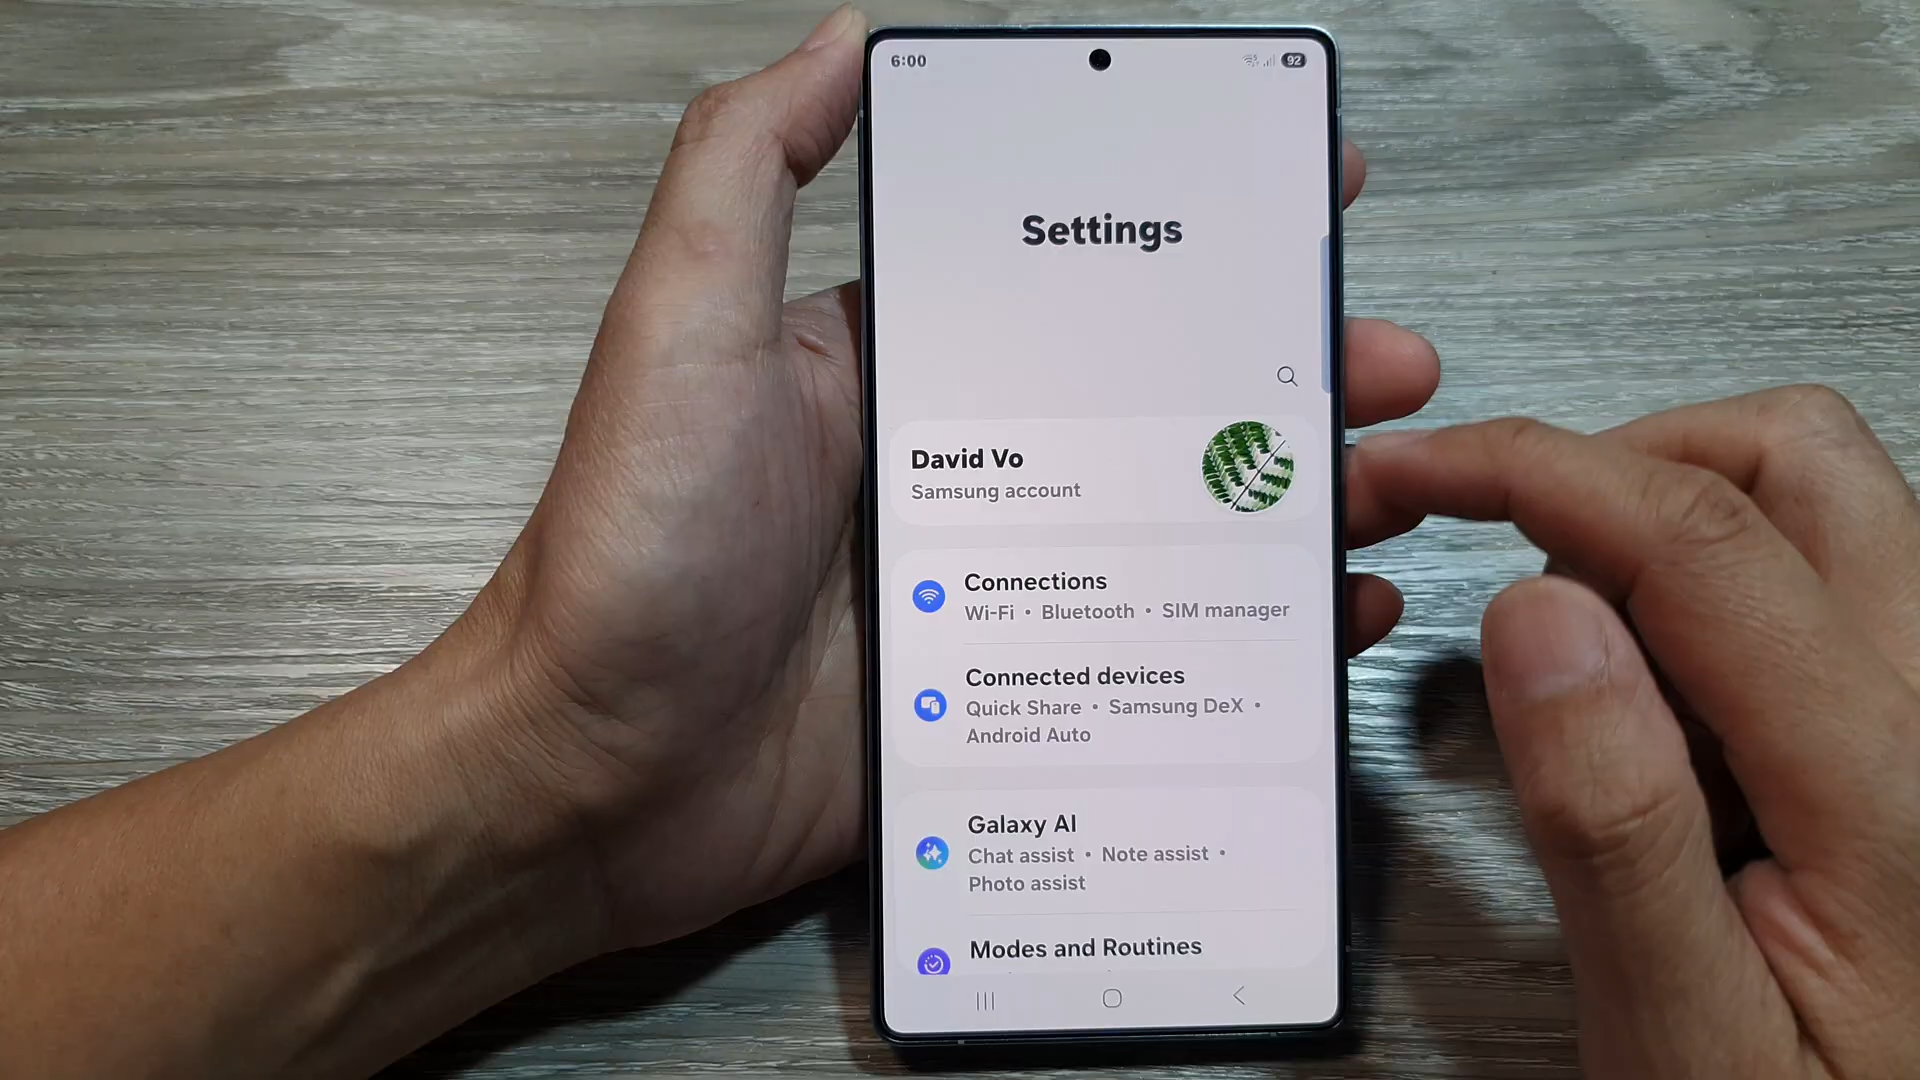 6:00
92
Settings
David Vo
Samsung account
Connections
Wi-Fi • Bluetooth • SIM manager
Connected devices
Quick Share • Samsung DeX •
Android Auto
Galaxy AI
Chat assist • Note assist •
Photo assist
Modes and Routines